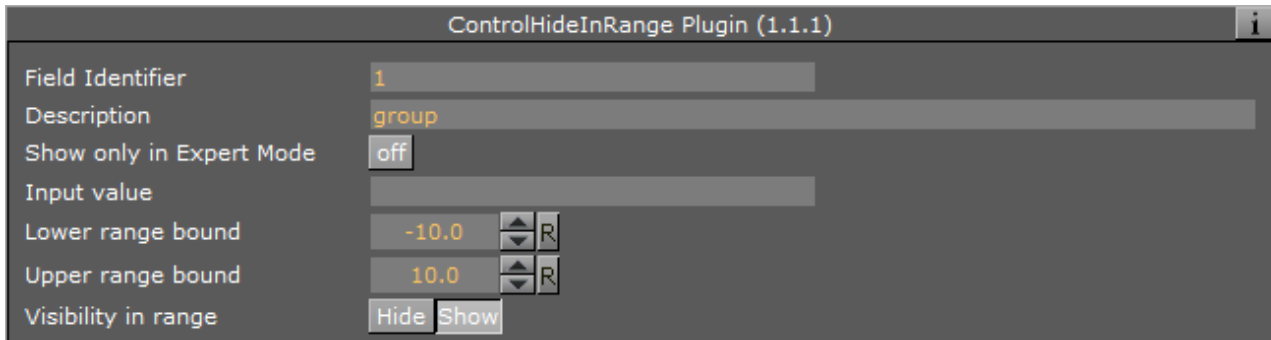 ControlHideInRange Plugin (1.1.1) i
Field Identifier 1
Description group
Show only in Expert Mode off
Input value
Lower range bound -10.0 R
Upper range bound 10.0 R
Visibility in range Hide Show